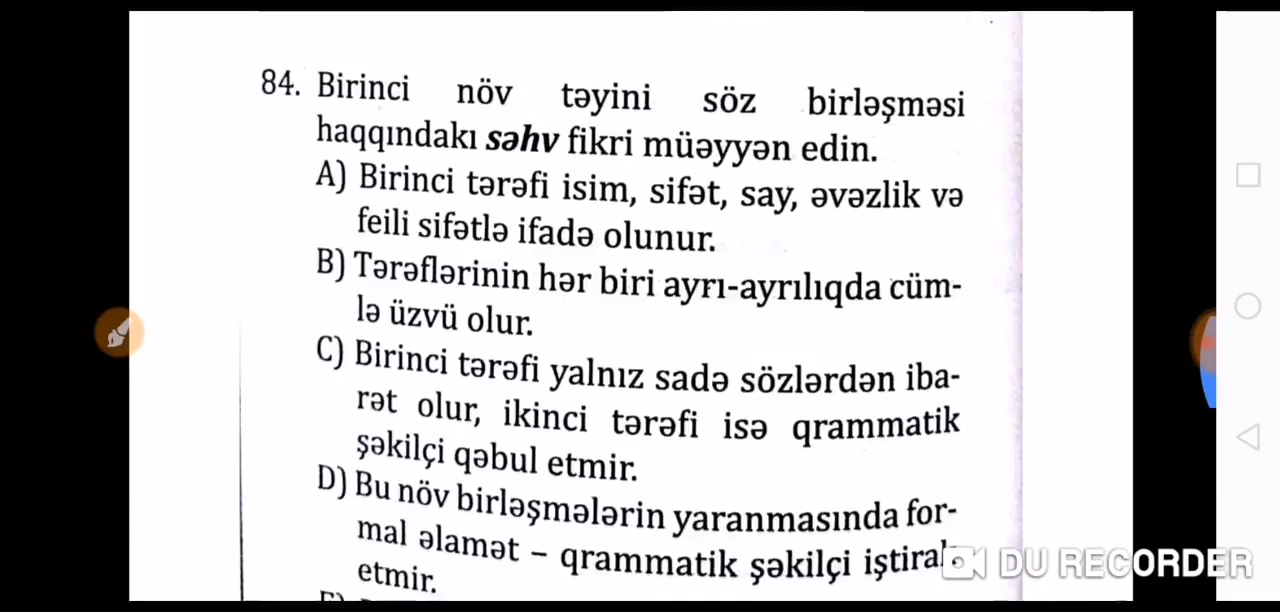 84. Birinci növ təyini söz birləşməsi
haqqındakı səhv fikri müəyyən edin.
A) Birinci tərəfi isim, sifət, say, əvəzlik və
feili sifətlə ifadə olunur.
B) Tərəflərinin hər biri ayrı-ayrılıqda cüm-
lə üzvü olur.
C) Birinci tərəfi yalnız sadə sözlərdən iba-
rət olur, ikinci tərəfi isə qrammatik
şəkilçi qəbul etmir.
D) Bu növ birləşmələrin yaranmasında for-
mal əlamət – qrammatik şəkilçi iştirak
etmir.
DU RECORDER